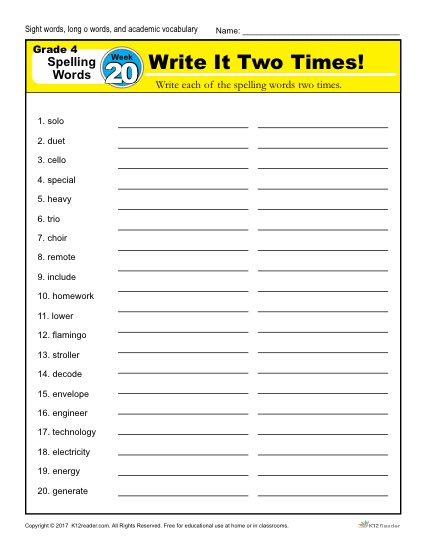 Sight words, long o words, and academic vocabulary Name:
Grade 4
Spelling
Words
Week
20
Write It Two Times!
Write each of the spelling words two times.
1. solo
2. duet
3. cello
4. special
5. heavy
6. trio
7. choir
8. remote
9. include
10. homework
11. lower
12. flamingo
13. stroller
14. decode
15. envelope
16. engineer
17. technology
18. electricity
19. energy
20. generate
Copyright © 2017 K12reader.com. All Rights Reserved. Free for educational use at home or in classrooms.
K12Reader